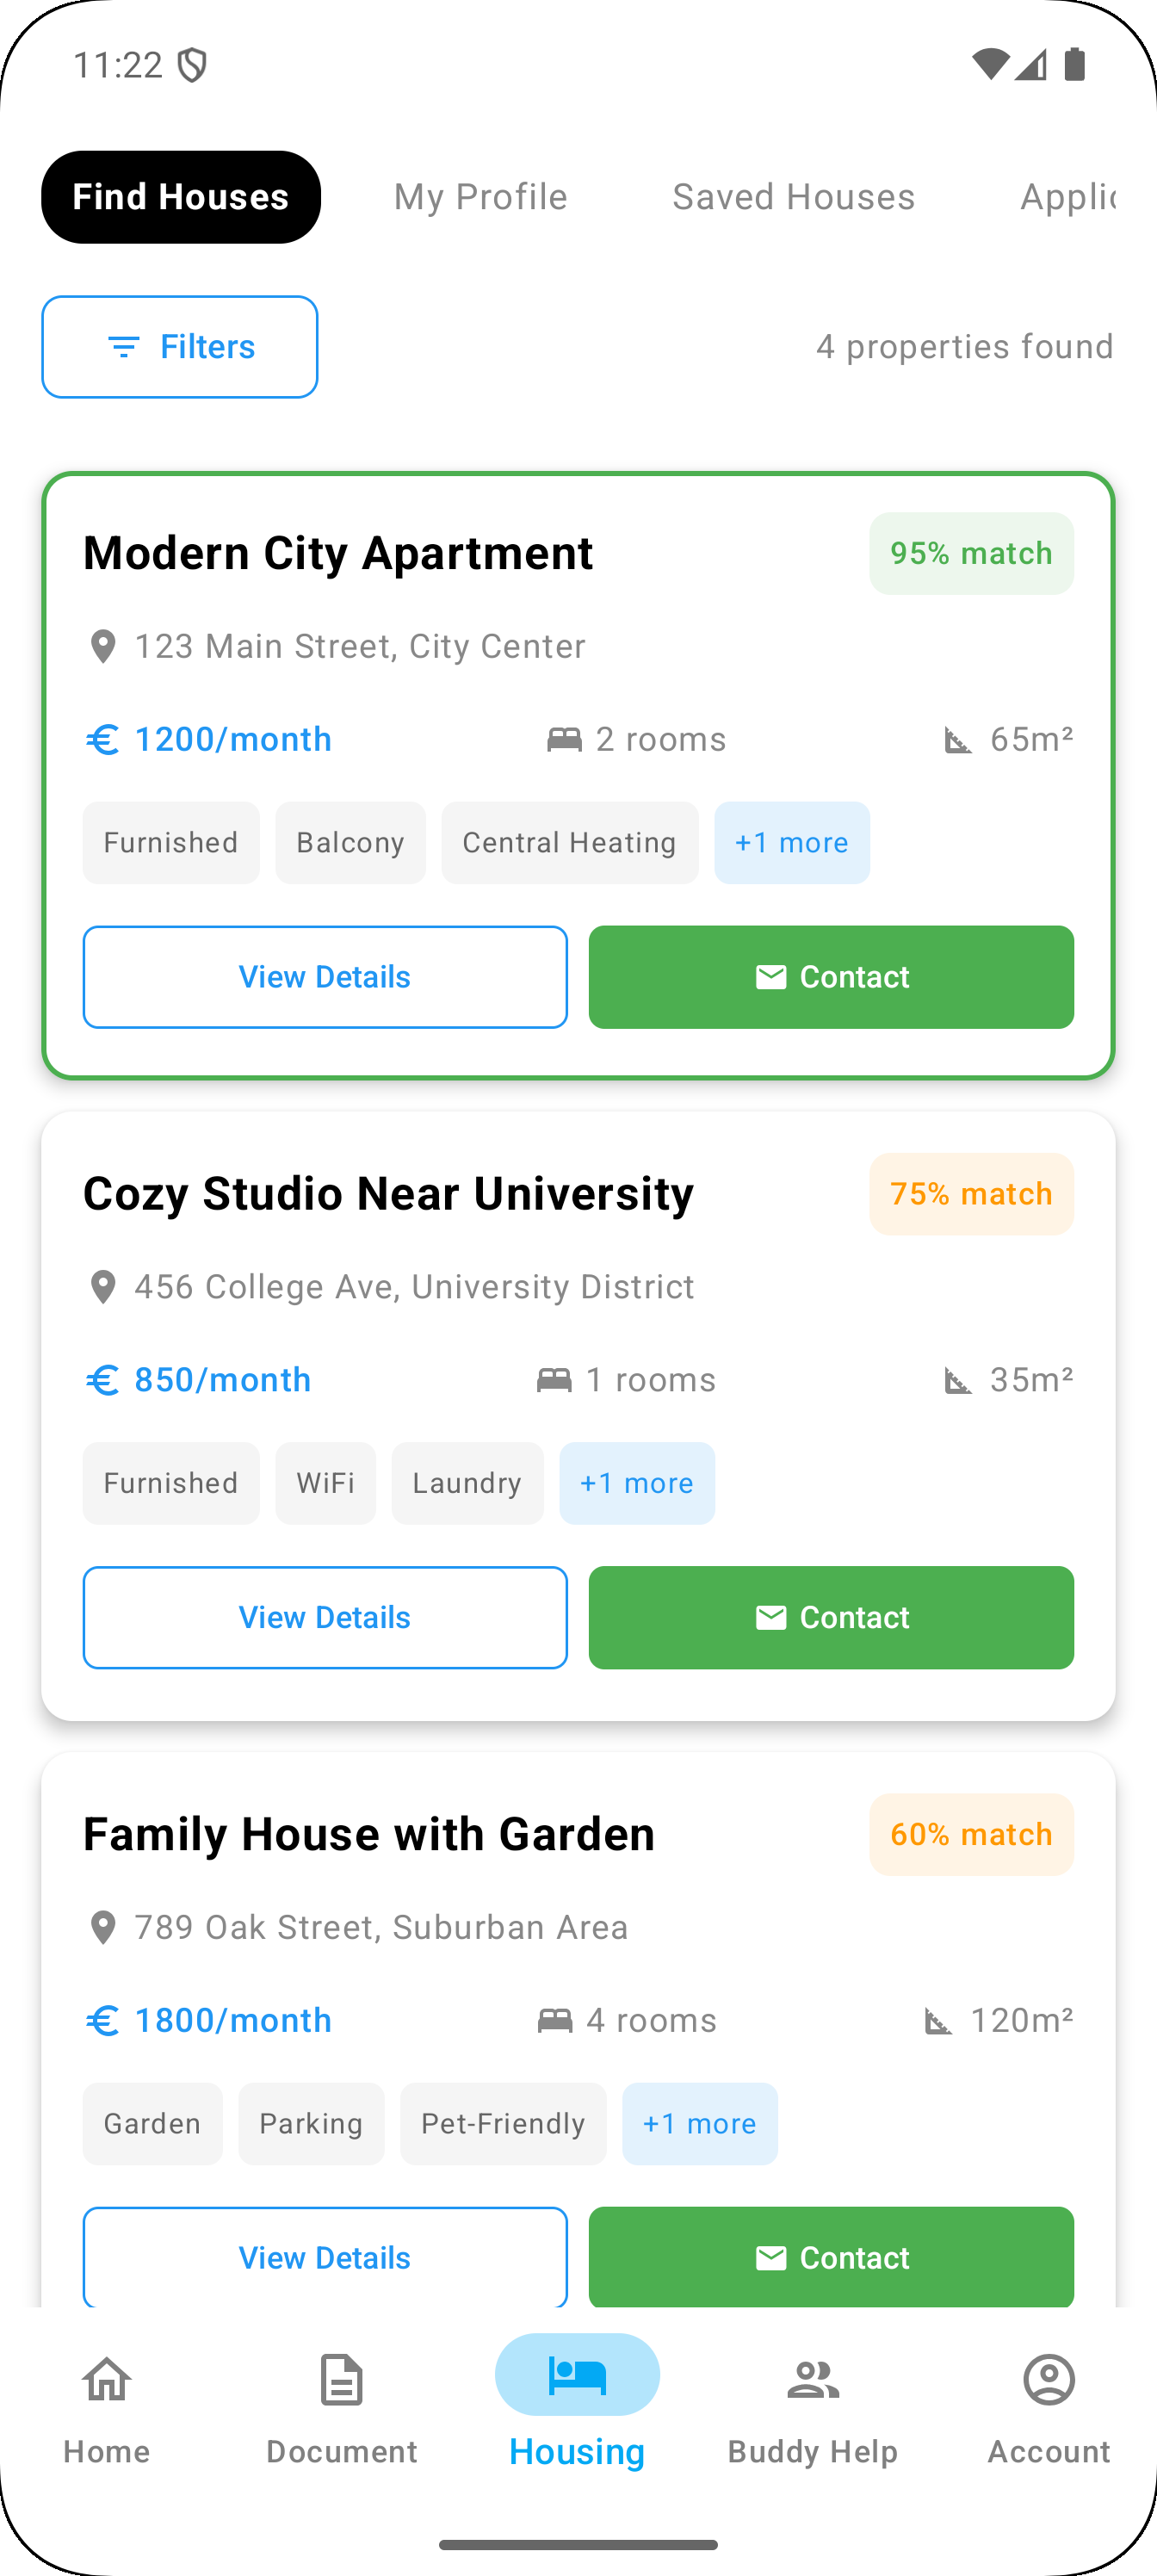 11:22
Find Houses My Profile Saved Houses Applic
Filters 4 properties found
Modern City Apartment 95% match
123 Main Street, City Center
€ 1200/month 2 rooms 65m²
Furnished Balcony Central Heating +1 more
View Details Contact
Cozy Studio Near University 75% match
456 College Ave, University District
€ 850/month 1 rooms 35m²
Furnished WiFi Laundry +1 more
View Details Contact
Family House with Garden 60% match
789 Oak Street, Suburban Area
€ 1800/month 4 rooms 120m²
Garden Parking Pet-Friendly +1 more
View Details Contact
Home Document Housing Buddy Help Account